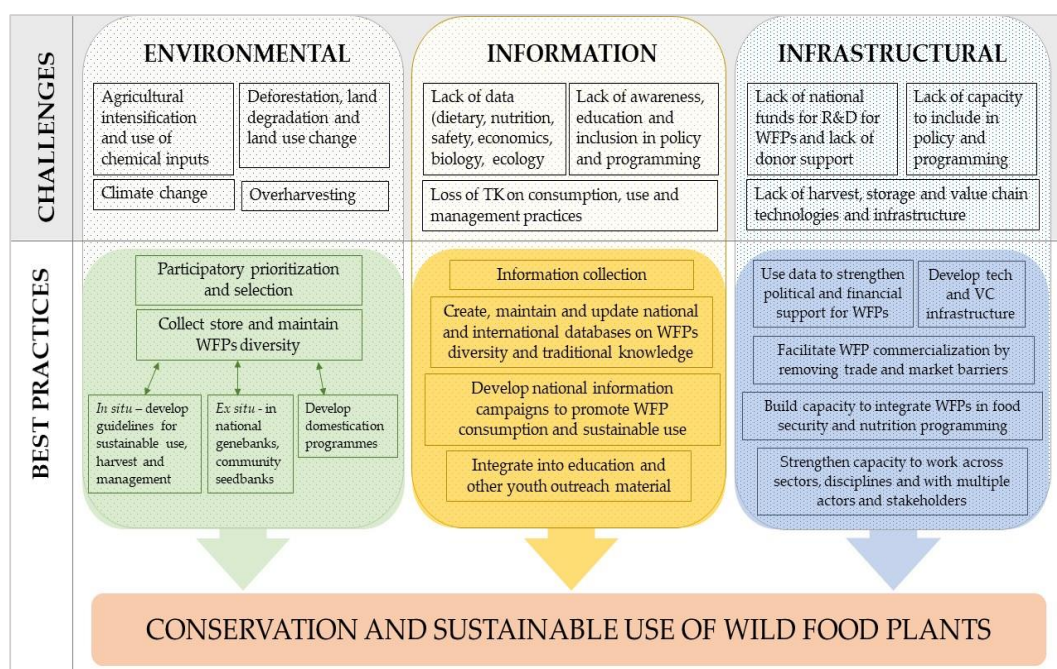 CHALLENGES
ENVIRONMENTAL
Agricultural
intensification
and use of
chemical inputs
Deforestation, land
degradation and
land use change
Climate change
Overharvesting
INFORMATION
Lack of data
(dietary, nutrition,
safety, economics,
biology, ecology
Lack of awareness,
education and
inclusion in policy
and programming
Loss of TK on consumption, use and
management practices
INFRASTRUCTURAL
Lack of national
funds for R&D for
WFPs and lack of
donor support
Lack of capacity
to include in
policy and
programming
Lack of harvest, storage and value chain
technologies and infrastructure
BEST PRACTICES
Participatory prioritization
and selection
Collect store and maintain
WFPs diversity
In situ – develop
guidelines for
sustainable use,
harvest and
management
Ex situ - in
national
genebanks,
community
seedbanks
Develop
domestication
programmes
Information collection
Create, maintain and update national
and international databases on WFPs
diversity and traditional knowledge
Develop national information
campaigns to promote WFP
consumption and sustainable use
Integrate into education and
other youth outreach material
Use data to strengthen
political and financial
support for WFPs
Develop tech
and VC
infrastructure
Facilitate WFP commercialization by
removing trade and market barriers
Build capacity to integrate WFPs in food
security and nutrition programming
Strengthen capacity to work across
sectors, disciplines and with multiple
actors and stakeholders
CONSERVATION AND SUSTAINABLE USE OF WILD FOOD PLANTS